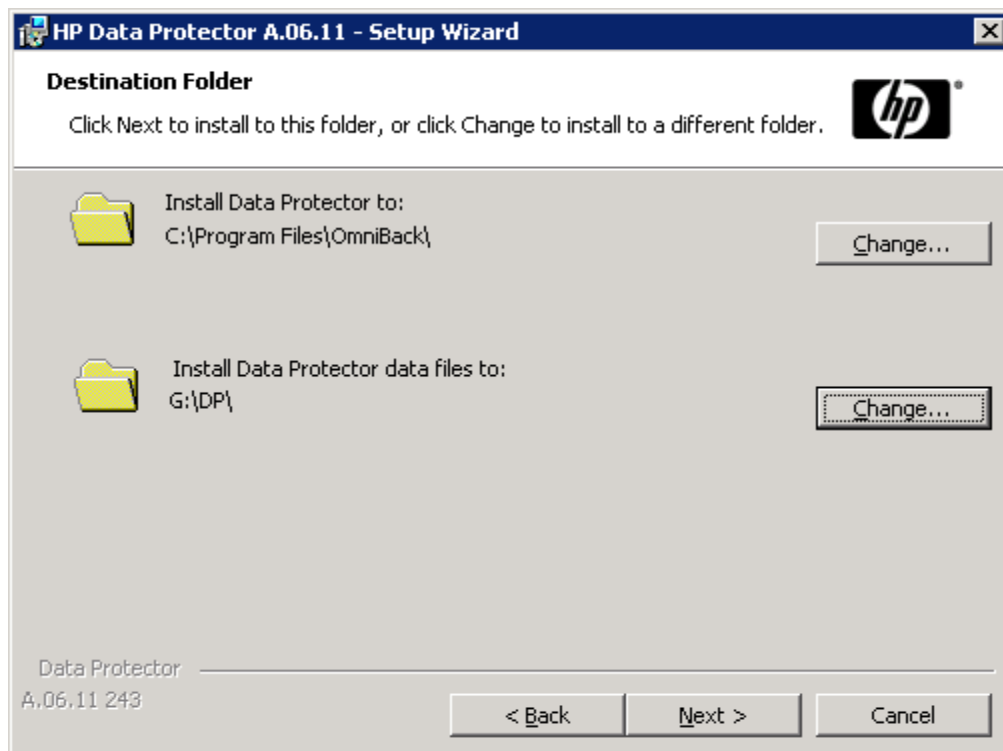 HP Data Protector A.06.11 - Setup Wizard
Destination Folder
Click Next to install to this folder, or click Change to install to a different folder.
hp
Install Data Protector to:
C:\Program Files\OmniBack\
Change...
Install Data Protector data files to:
G:\DP\
Change...
Data Protector
A.06.11 243
< Back
Next >
Cancel